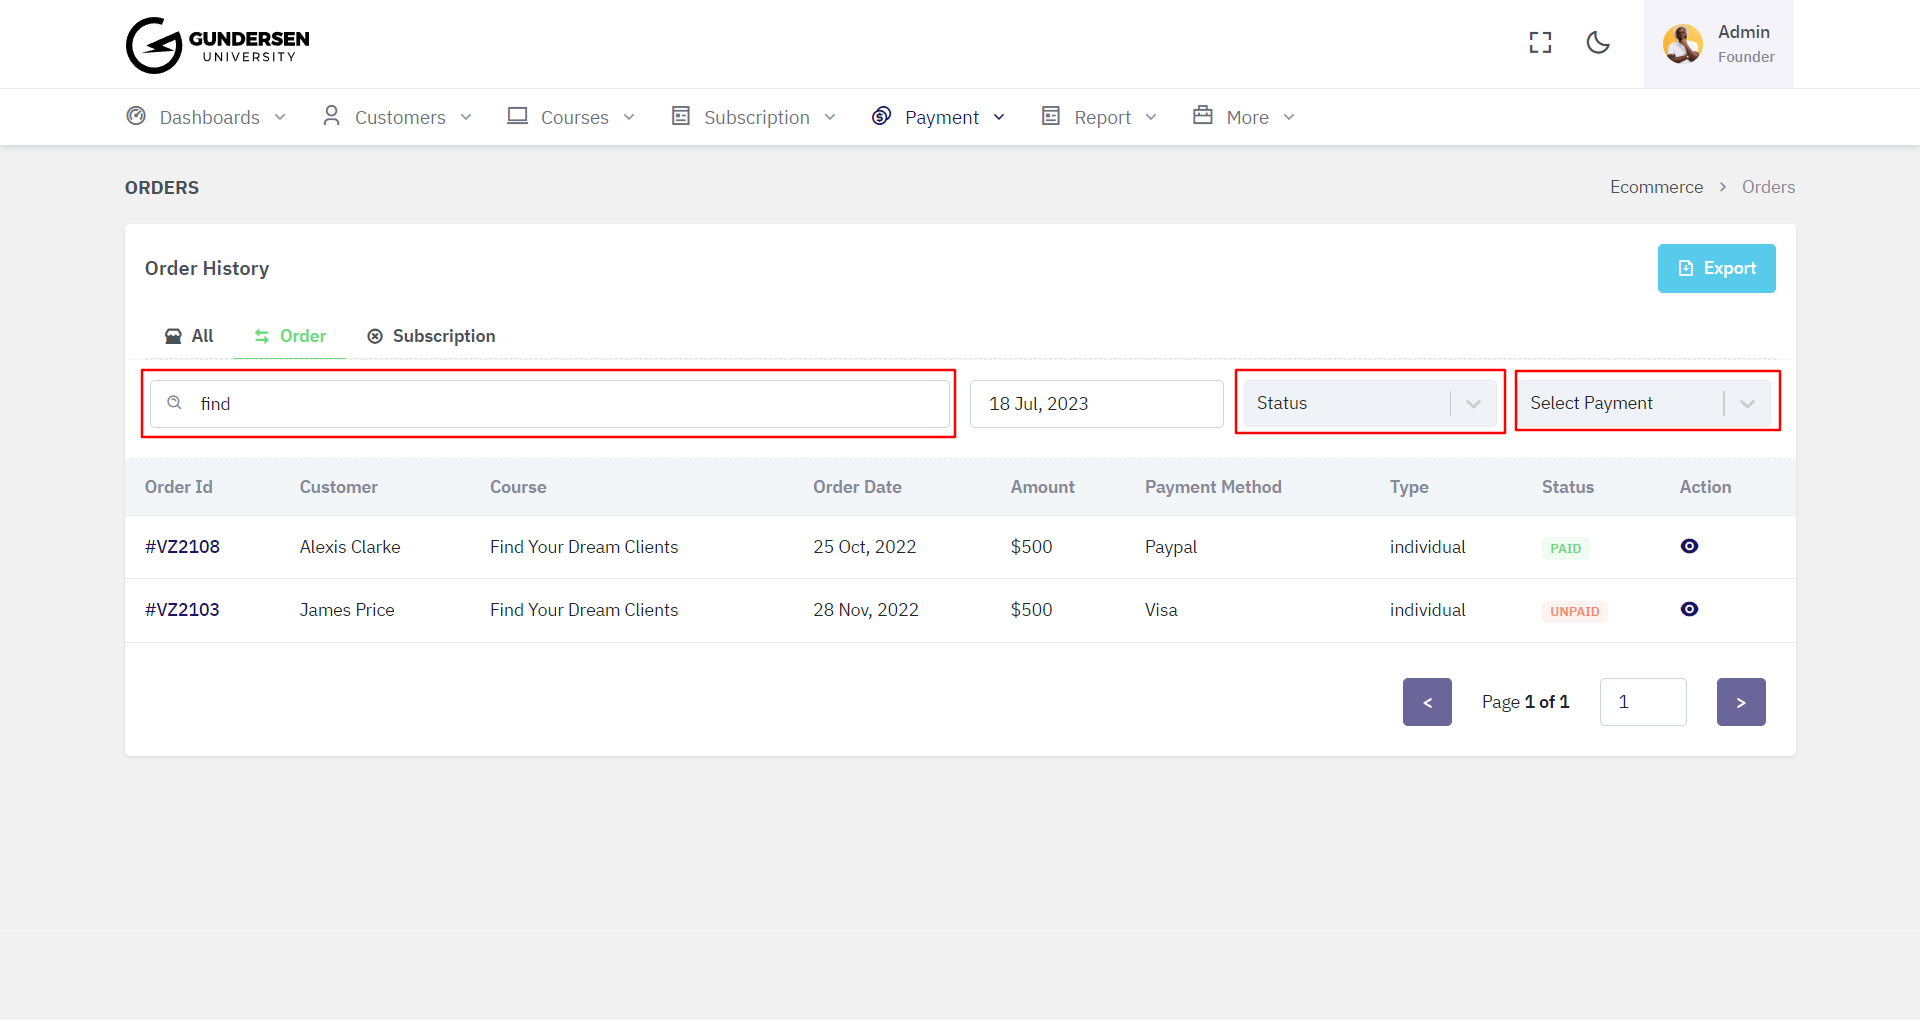 GUNDERSEN
UNIVERSITY
Admin
Founder
Dashboards Customers Courses Subscription Payment Report More
ORDERS
Ecommerce > Orders
Order History
Export
All Order Subscription
find 18 Jul, 2023 Status Select Payment
Order Id Customer Course Order Date Amount Payment Method Type Status Action
#VZ2108 Alexis Clarke Find Your Dream Clients 25 Oct, 2022 $500 Paypal individual PAID
#VZ2103 James Price Find Your Dream Clients 28 Nov, 2022 $500 Visa individual UNPAID
< Page 1 of 1 1 >